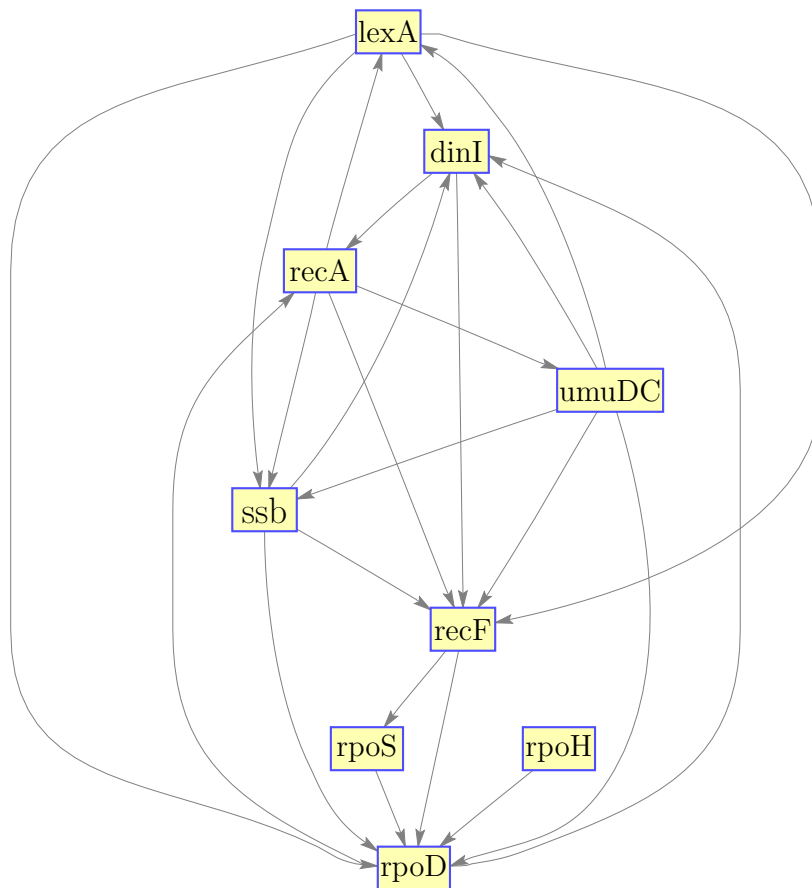 lexA
dinI
recA
umuDC
ssb
recF
rpoS
rpoH
rpoD